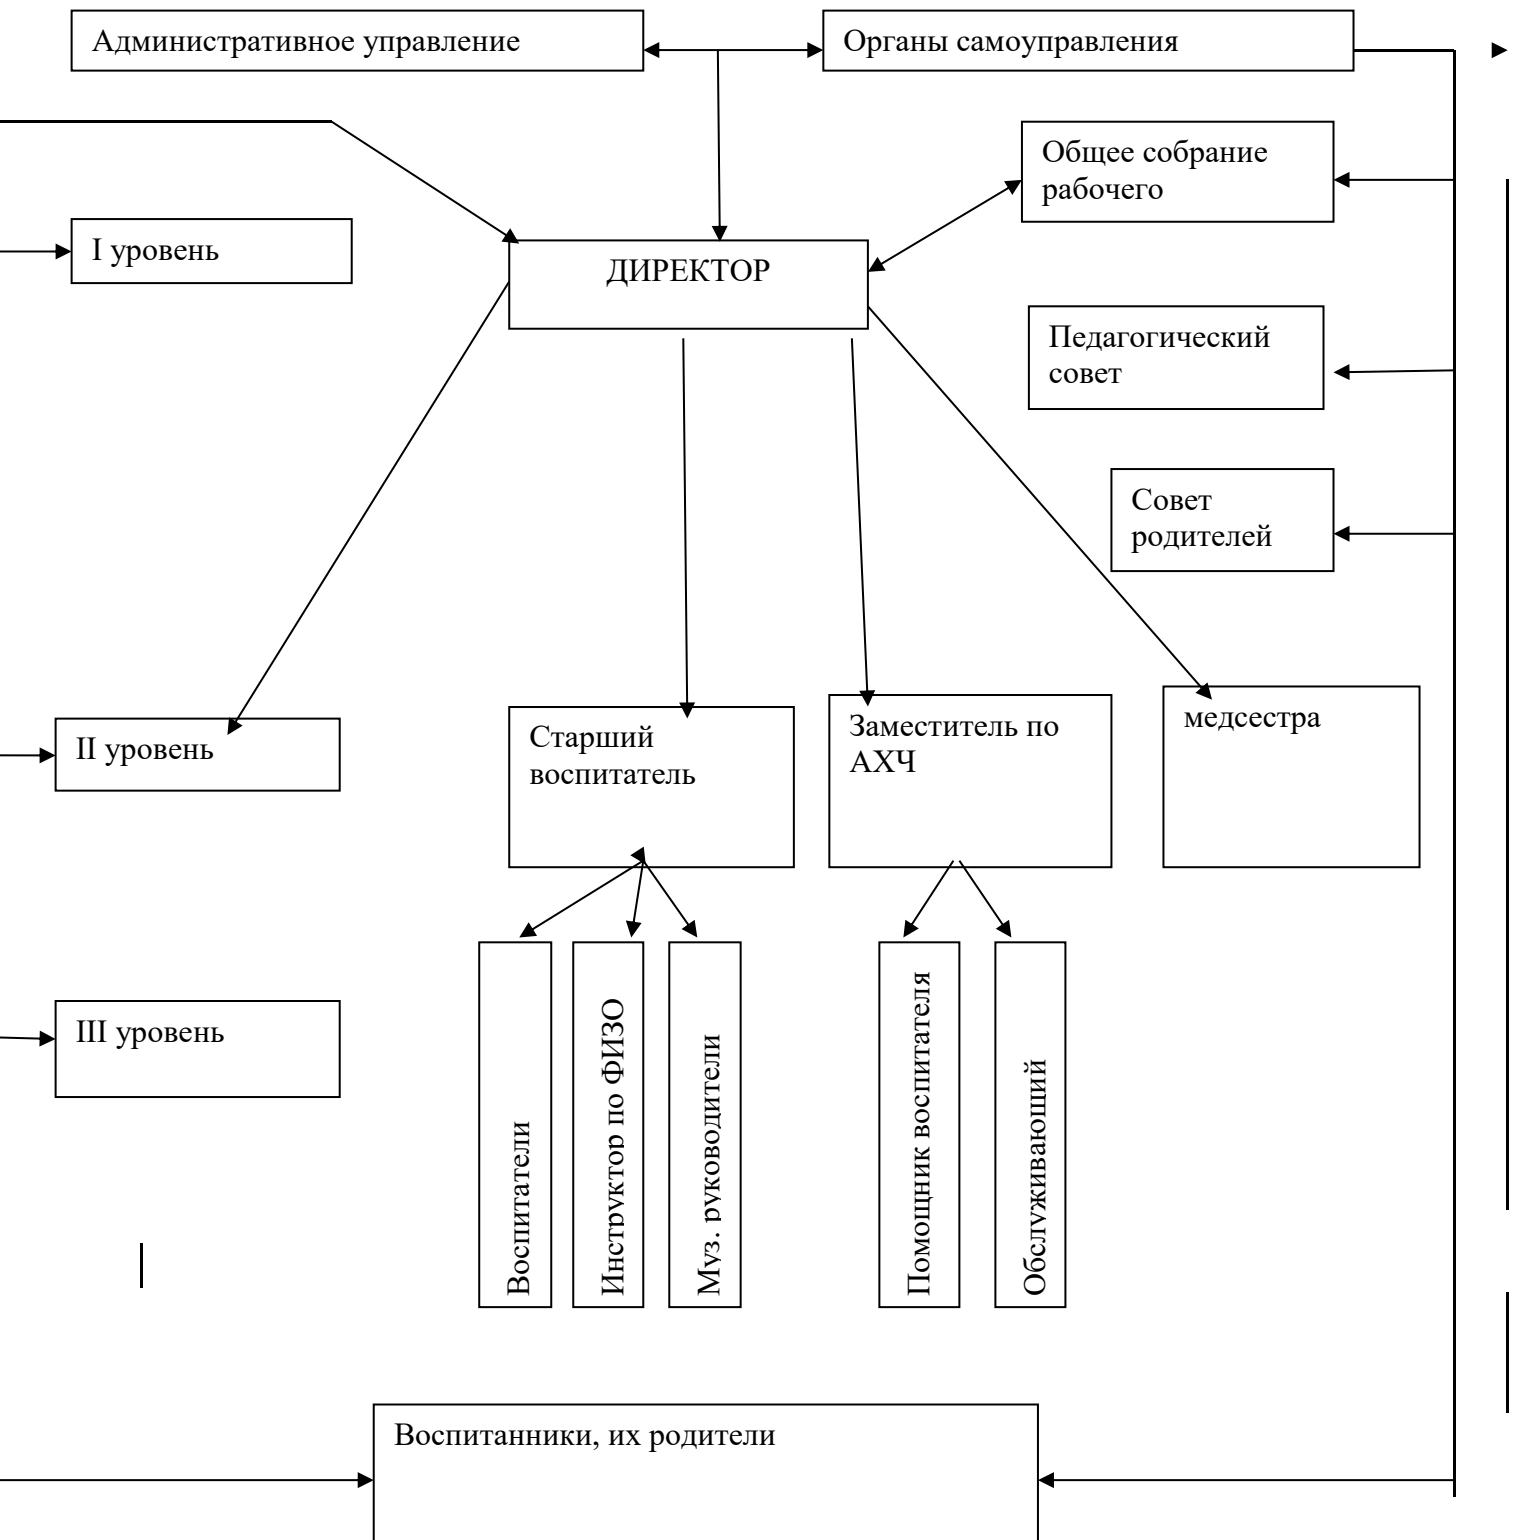 Административное управление
Органы самоуправления
Общее собрание
рабочего
I уровень
ДИРЕКТОР
Педагогический
совет
Совет
родителей
II уровень
Старший
воспитатель
Заместитель по
АХЧ
медсестра
III уровень
Воспитатели
Инструктор по ФИЗО
Муз. руководители
Помощник воспитателя
Обслуживающий
Воспитанники, их родители